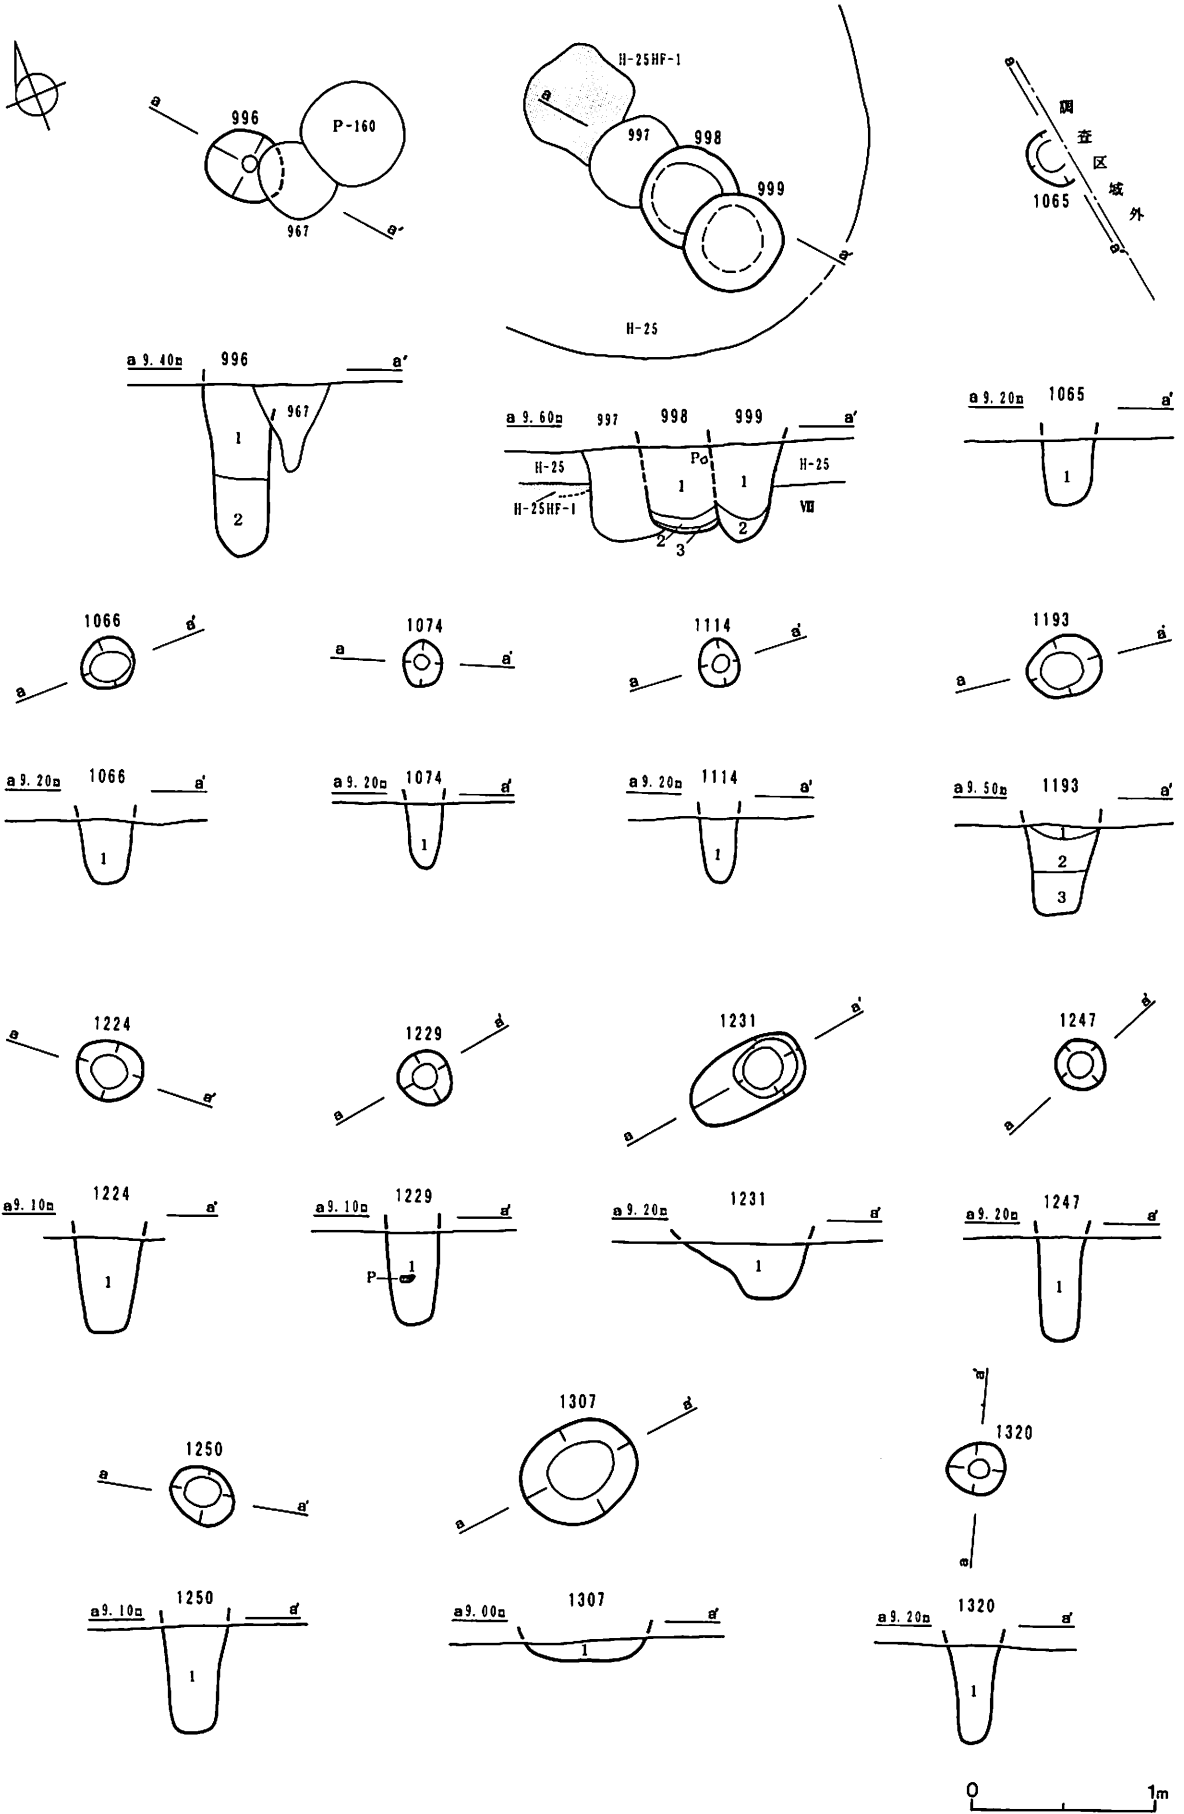 H-25HF-1
a
996
P-160
967
a'
a
997
998
999
a'
H-25
a
調査区域外
1065
a'
a 9.40m
996
a'
967
1
2
a 9.60m
997
998
999
a'
P
H-25
H-25
1
1
H-25HF-1
VII
2
2
3
a 9.20m
1065
a'
1
1066
a
a'
1074
a
a'
1114
a
a'
1193
a
a'
a 9.20m
1066
a'
1
a 9.20m
1074
a'
1
a 9.20m
1114
a'
1
a 9.50m
1193
a'
1
2
3
1224
a
a'
1229
a
a'
1231
a
a'
1247
a
a'
a 9.10m
1224
a'
1
a 9.10m
1229
a'
1
P
a 9.20m
1231
a'
1
a 9.20m
1247
a'
1
1250
a
a'
1307
a
a'
a'
1320
a
a 9.10m
1250
a'
1
a 9.00m
1307
a'
1
a 9.20m
1320
a'
1
0
1m